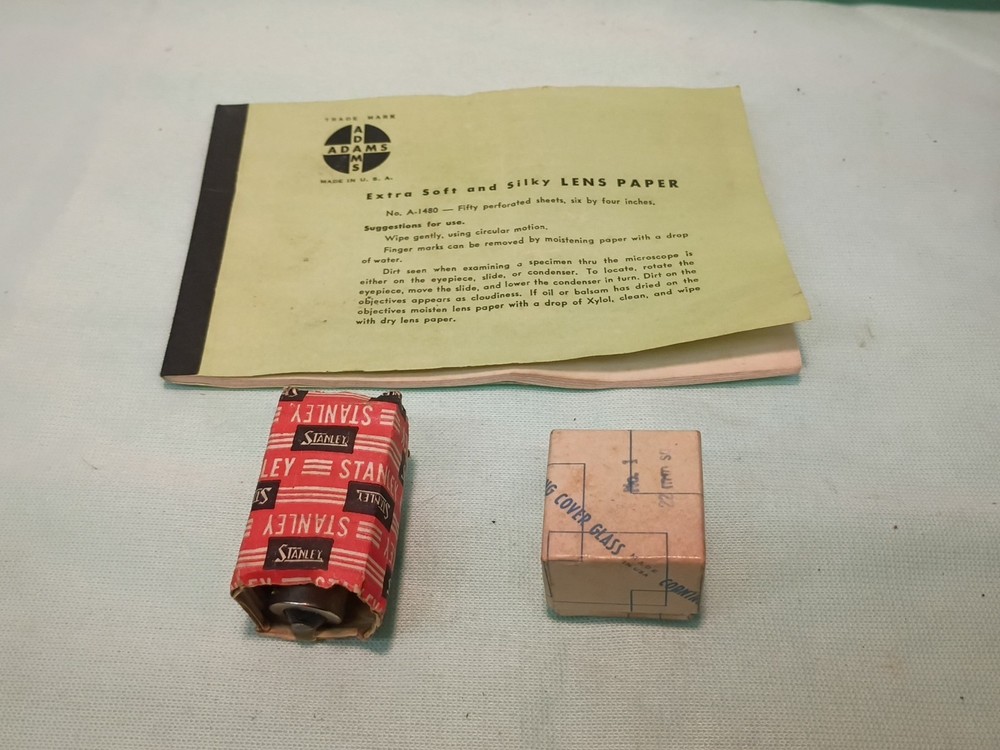 TRADE MARK
ADAMS
ADAMS
MADE IN U. S. A.
Extra Soft and Silky LENS PAPER
No. A-1480 — Fifty perforated sheets, six by four inches.
Suggestions for use.
Wipe gently, using circular motion.
Finger marks can be removed by moistening paper with a drop
of water.
Dirt seen when examining a specimen thru the microscope is
either on the eyepiece, slide, or condenser. To locate, rotate the
eyepiece, move the slide, and lower the condenser in turn. Dirt on the
objectives appears as cloudiness. If oil or balsam has dried on the
objectives moisten lens paper with a drop of Xylol, clean, and wipe
with dry lens paper.
STANLEY
STANLEY
LEY STANLEY
STANLEY
STANLEY
STANLEY
No. 1
22 mm
NG COVER GLASS
CORNIN